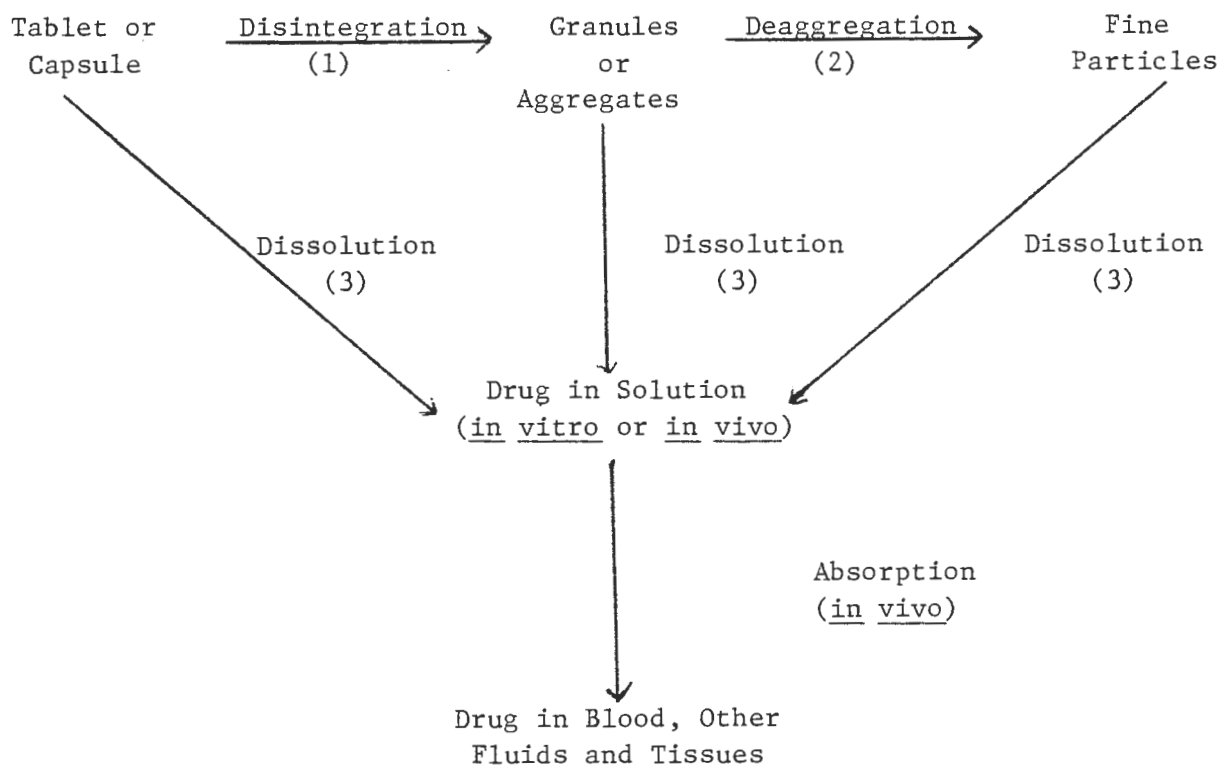 Tablet or
Capsule
Disintegration
(1)
Granules
or
Aggregates
Deaggregation
(2)
Fine
Particles
Dissolution
(3)
Dissolution
(3)
Dissolution
(3)
Drug in Solution
(in vitro or in vivo)
Absorption
(in vivo)
Drug in Blood, Other
Fluids and Tissues